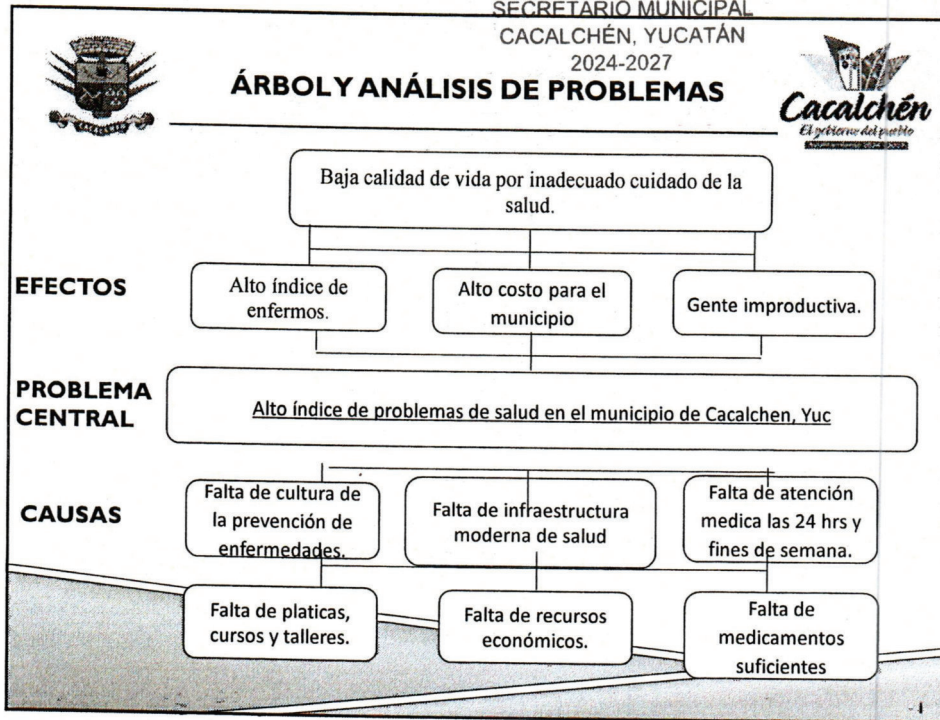 SECRETARIO MUNICIPAL
CACALCHÉN, YUCATÁN
2024-2027
ÁRBOL Y ANÁLISIS DE PROBLEMAS
Cacalchén
El gobierno del pueblo
Baja calidad de vida por inadecuado cuidado de la
salud.
EFECTOS
Alto índice de
enfermos.
Alto costo para el
municipio
Gente improductiva.
PROBLEMA
CENTRAL
Alto índice de problemas de salud en el municipio de Cacalchen, Yuc
CAUSAS
Falta de cultura de
la prevención de
enfermedades.
Falta de infraestructura
moderna de salud
Falta de atención
medica las 24 hrs y
fines de semana.
Falta de platicas,
cursos y talleres.
Falta de recursos
económicos.
Falta de
medicamentos
suficientes